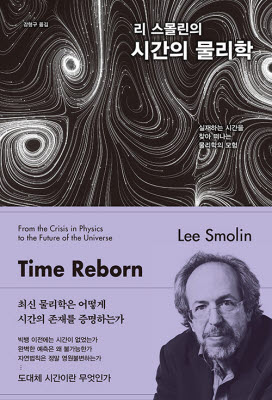 강형구 옮김
리 스몰린의
시간의 물리학
실재하는 시간을
찾아 떠나는
물리학의 모험
From the Crisis in Physics
to the Future of the Universe
Lee Smolin
Time Reborn
최신 물리학은 어떻게
시간의 존재를 증명하는가
빅뱅 이전에는 시간이 없었는가
완벽한 예측은 왜 불가능한가
자연법칙은 정말 영원불변하는가
⋮
도대체 시간이란 무엇인가